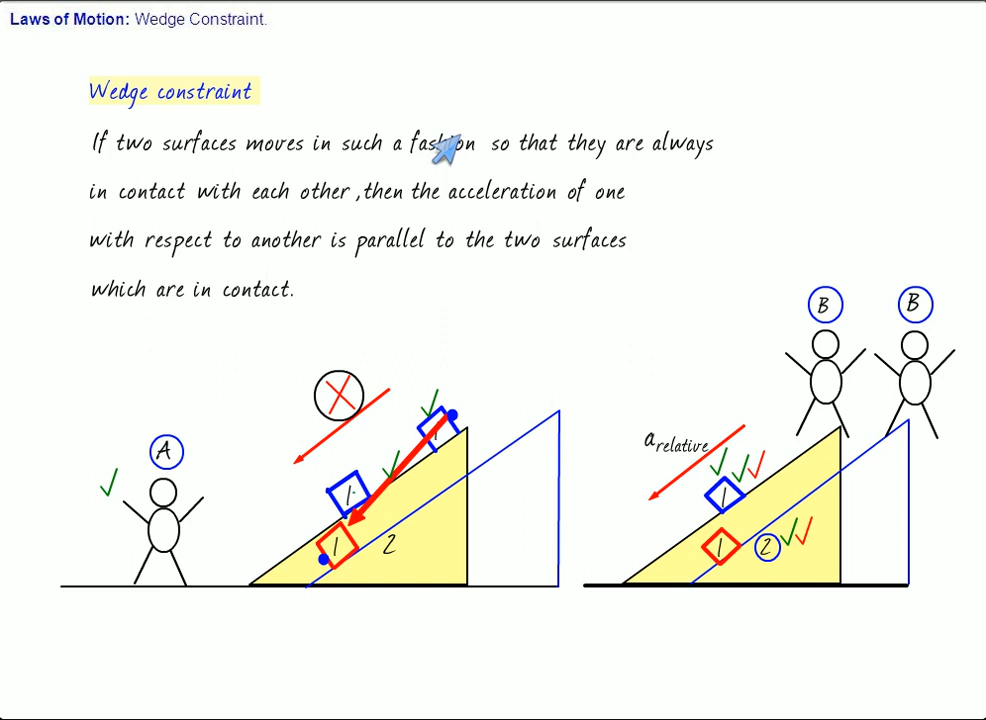 Laws of Motion: Wedge Constraint.
Wedge constraint
If two surfaces moves in such a fashion so that they are always
in contact with each other, then the acceleration of one
with respect to another is parallel to the two surfaces
which are in contact.
B B
X
1
A
a relative
1
1
1 2
1 2